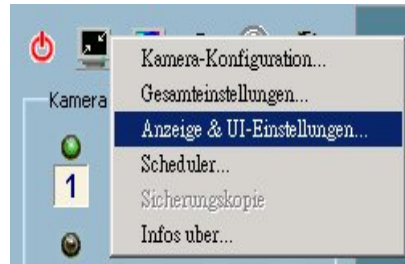 Kamera-Konfiguration...
Kamera
Gesamteinstellungen...
Anzeige & UI-Einstellungen...
Scheduler...
1
Sicherungskopie
Infos uber...